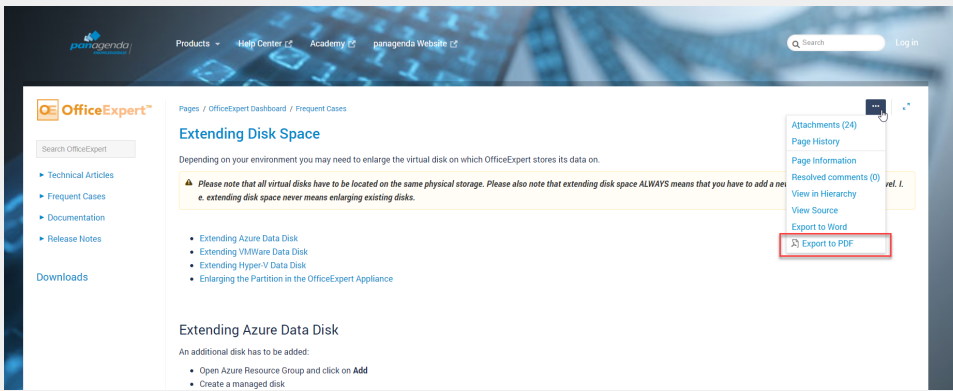 panagenda
Products Help Center Academy panagenda Website
Search
Log in
OE OfficeExpert™
Search OfficeExpert
Technical Articles
Frequent Cases
Documentation
Release Notes
Downloads
Pages / OfficeExpert Dashboard / Frequent Cases
Extending Disk Space
Depending on your environment you may need to enlarge the virtual disk on which OfficeExpert stores its data on.
Please note that all virtual disks have to be located on the same physical storage. Please also note that extending disk space ALWAYS means that you have to add a ne vel. I.
e. extending disk space never means enlarging existing disks.
Attachments (24)
Page History
Page Information
Resolved comments (0)
View in Hierarchy
View Source
Export to Word
Export to PDF
Extending Azure Data Disk
Extending VMWare Data Disk
Extending Hyper-V Data Disk
Enlarging the Partition in the OfficeExpert Appliance
Extending Azure Data Disk
An additional disk has to be added:
Open Azure Resource Group and click on Add
Create a managed disk